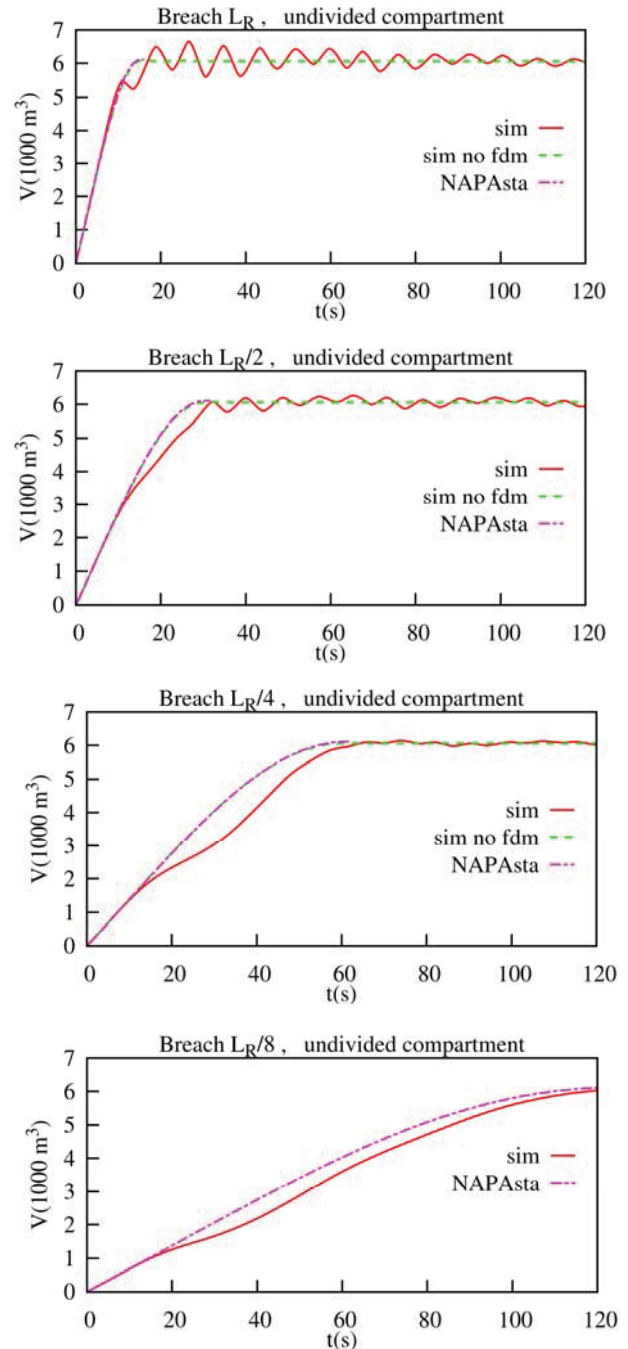 Breach L_R , undivided compartment
7
6
5
4
3
2
1
0
V(1000 m³)
sim
sim no fdm
NAPAsta
0 20 40 60 80 100 120
t(s)
Breach L_R/2 , undivided compartment
7
6
5
4
3
2
1
0
V(1000 m³)
sim
sim no fdm
NAPAsta
0 20 40 60 80 100 120
t(s)
Breach L_R/4 , undivided compartment
7
6
5
4
3
2
1
0
V(1000 m³)
sim
sim no fdm
NAPAsta
0 20 40 60 80 100 120
t(s)
Breach L_R/8 , undivided compartment
7
6
5
4
3
2
1
0
V(1000 m³)
sim
NAPAsta
0 20 40 60 80 100 120
t(s)